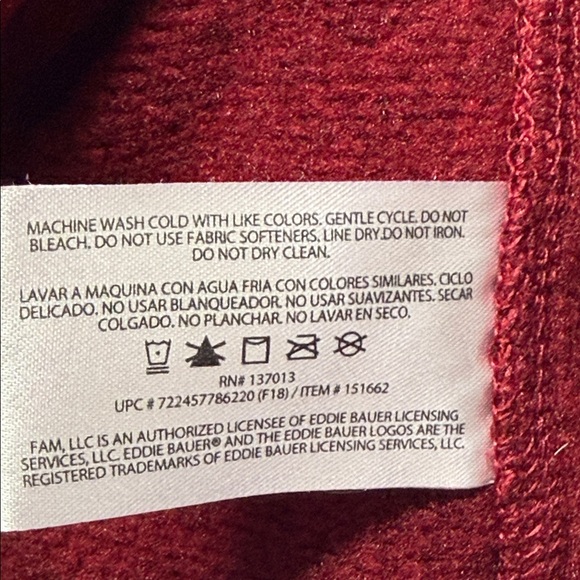 MACHINE WASH COLD WITH LIKE COLORS. GENTLE CYCLE. DO NOT
BLEACH. DO NOT USE FABRIC SOFTENERS. LINE DRY.DO NOT IRON.
DO NOT DRY CLEAN.
LAVAR A MAQUINA CON AGUA FRIA CON COLORES SIMILARES. CICLO
DELICADO. NO USAR BLANQUEADOR. NO USAR SUAVIZANTES. SECAR
COLGADO. NO PLANCHAR. NO LAVAR EN SECO.
RN# 137013
UPC # 722457786220 (F18) / ITEM # 151662
FAM, LLC IS AN AUTHORIZED LICENSEE OF EDDIE BAUER LICENSING
SERVICES, LLC. EDDIE BAUER® AND THE EDDIE BAUER LOGOS ARE THE
REGISTERED TRADEMARKS OF EDDIE BAUER LICENSING SERVICES, LLC.